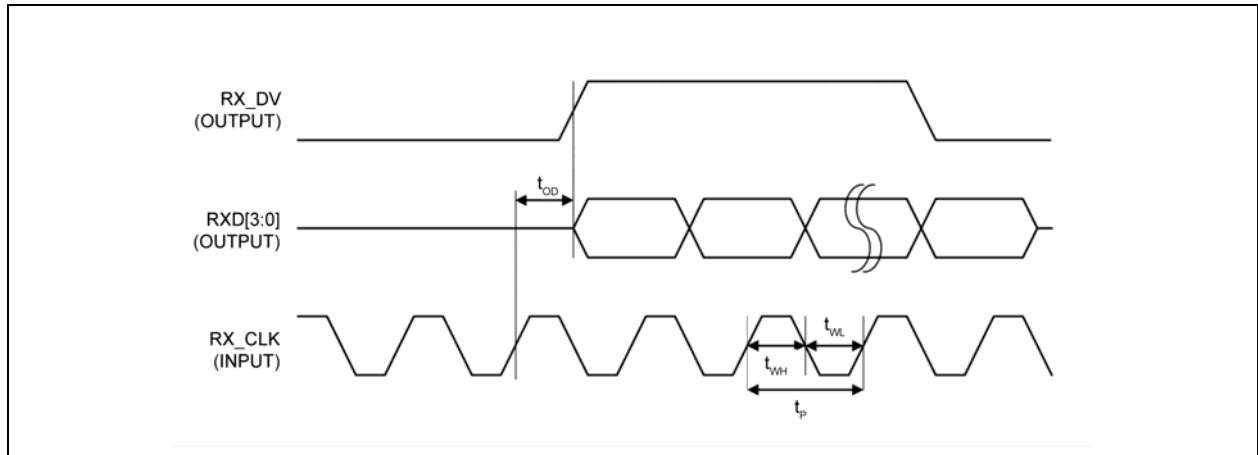 RX_DV
(OUTPUT)
tOD
RXD[3:0]
(OUTPUT)
RX_CLK
(INPUT)
tWL
tWH
tP